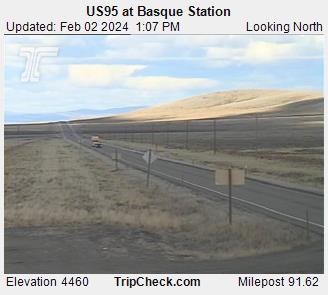 US95 at Basque Station
Updated: Feb 02 2024 1:07 PM Looking North
Elevation 4460 TripCheck.com Milepost 91.62